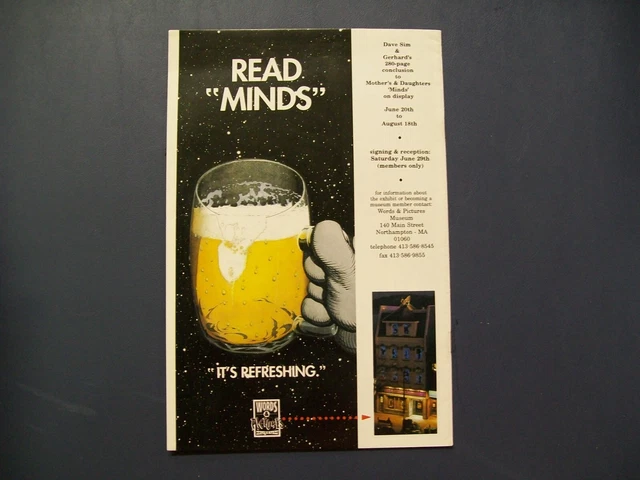 READ
"MINDS"
"IT'S REFRESHING."
WORDS
&
PICTURES
Dave Sim
&
Gerhard's
280-page
conclusion
to
Mother's & Daughters
'Minds'
on display
June 20th
to
August 18th
•
signing & reception:
Saturday June 29th
(members only)
•
for information about
the exhibit or becoming a
museum member contact:
Words & Pictures
Museum
140 Main Street
Northampton - MA
01060
telephone 413·586·8545
fax 413·586·9855